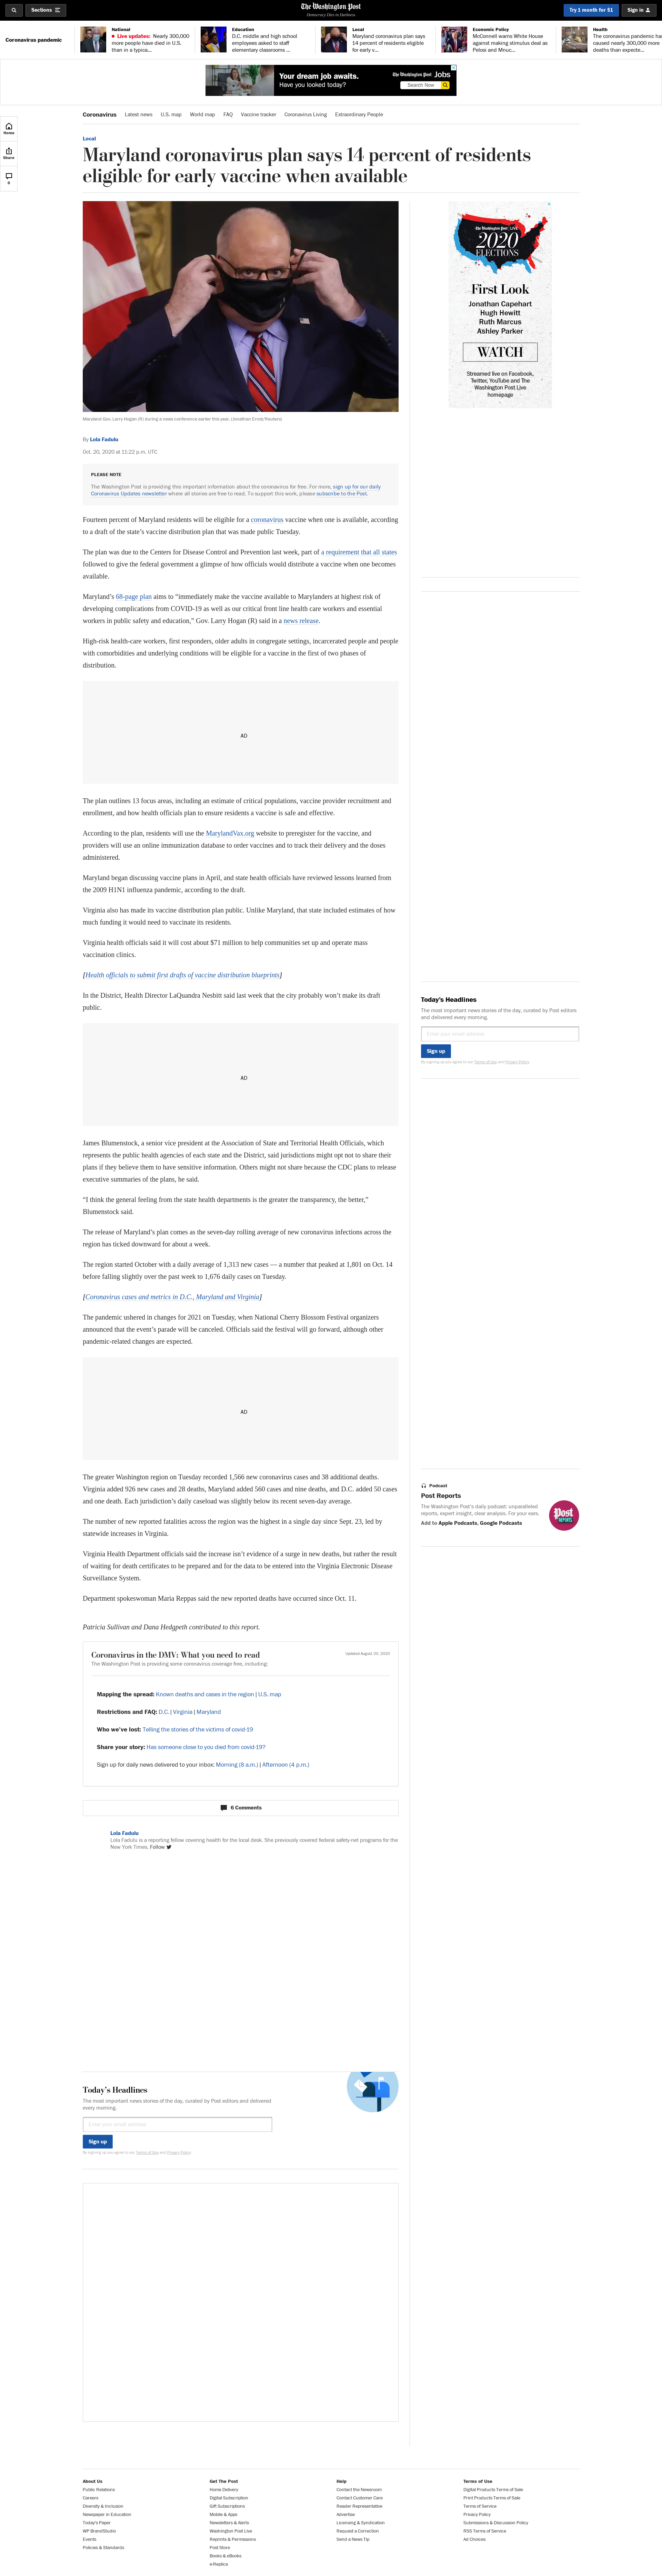 Sections
The Washington Post
Democracy Dies in Darkness
Try 1 month for $1
Sign in
Coronavirus pandemic
National
Live updates: Nearly 300,000
more people have died in U.S.
than in a typica...
Education
D.C. middle and high school
employees asked to staff
elementary classrooms ...
Local
Maryland coronavirus plan says
14 percent of residents eligible
for early v...
Economic Policy
McConnell warns White House
against making stimulus deal as
Pelosi and Mnuc...
Health
The coronavirus pandemic ha
caused nearly 300,000 more
deaths than expecte...
Your dream job awaits.
Have you looked today?
The Washington Post Jobs
Search Now
Home
Share
6
Coronavirus
Latest news
U.S. map
World map
FAQ
Vaccine tracker
Coronavirus Living
Extraordinary People
Local
Maryland coronavirus plan says 14 percent of residents
eligible for early vaccine when available
Maryland Gov. Larry Hogan (R) during a news conference earlier this year. (Jonathan Ernst/Reuters)
By Lola Fadulu
Oct. 20, 2020 at 11:22 p.m. UTC
PLEASE NOTE
The Washington Post is providing this important information about the coronavirus for free. For more, sign up for our daily
Coronavirus Updates newsletter where all stories are free to read. To support this work, please subscribe to the Post.
Fourteen percent of Maryland residents will be eligible for a coronavirus vaccine when one is available, according
to a draft of the state's vaccine distribution plan that was made public Tuesday.
The plan was due to the Centers for Disease Control and Prevention last week, part of a requirement that all states
followed to give the federal government a glimpse of how officials would distribute a vaccine when one becomes
available.
Maryland's 68-page plan aims to “immediately make the vaccine available to Marylanders at highest risk of
developing complications from COVID-19 as well as our critical front line health care workers and essential
workers in public safety and education,” Gov. Larry Hogan (R) said in a news release.
High-risk health-care workers, first responders, older adults in congregate settings, incarcerated people and people
with comorbidities and underlying conditions will be eligible for a vaccine in the first of two phases of
distribution.
AD
The plan outlines 13 focus areas, including an estimate of critical populations, vaccine provider recruitment and
enrollment, and how health officials plan to ensure residents a vaccine is safe and effective.
According to the plan, residents will use the MarylandVax.org website to preregister for the vaccine, and
providers will use an online immunization database to order vaccines and to track their delivery and the doses
administered.
Maryland began discussing vaccine plans in April, and state health officials have reviewed lessons learned from
the 2009 H1N1 influenza pandemic, according to the draft.
Virginia also has made its vaccine distribution plan public. Unlike Maryland, that state included estimates of how
much funding it would need to vaccinate its residents.
Virginia health officials said it will cost about $71 million to help communities set up and operate mass
vaccination clinics.
[Health officials to submit first drafts of vaccine distribution blueprints]
In the District, Health Director LaQuandra Nesbitt said last week that the city probably won't make its draft
public.
AD
James Blumenstock, a senior vice president at the Association of State and Territorial Health Officials, which
represents the public health agencies of each state and the District, said jurisdictions might opt not to share their
plans if they believe them to have sensitive information. Others might not share because the CDC plans to release
executive summaries of the plans, he said.
“I think the general feeling from the state health departments is the greater the transparency, the better,”
Blumenstock said.
The release of Maryland's plan comes as the seven-day rolling average of new coronavirus infections across the
region has ticked downward for about a week.
The region started October with a daily average of 1,313 new cases — a number that peaked at 1,801 on Oct. 14
before falling slightly over the past week to 1,676 daily cases on Tuesday.
[Coronavirus cases and metrics in D.C., Maryland and Virginia]
The pandemic ushered in changes for 2021 on Tuesday, when National Cherry Blossom Festival organizers
announced that the event's parade will be canceled. Officials said the festival will go forward, although other
pandemic-related changes are expected.
AD
The greater Washington region on Tuesday recorded 1,566 new coronavirus cases and 38 additional deaths.
Virginia added 926 new cases and 28 deaths, Maryland added 560 cases and nine deaths, and D.C. added 50 cases
and one death. Each jurisdiction's daily caseload was slightly below its recent seven-day average.
The number of new reported fatalities across the region was the highest in a single day since Sept. 23, led by
statewide increases in Virginia.
Virginia Health Department officials said the increase isn't evidence of a surge in new deaths, but rather the result
of waiting for death certificates to be prepared and for the data to be entered into the Virginia Electronic Disease
Surveillance System.
Department spokeswoman Maria Reppas said the new reported deaths have occurred since Oct. 11.
Patricia Sullivan and Dana Hedgpeth contributed to this report.
Coronavirus in the DMV: What you need to read
Updated August 20, 2020
The Washington Post is providing some coronavirus coverage free, including:
Mapping the spread: Known deaths and cases in the region | U.S. map
Restrictions and FAQ: D.C. | Virginia | Maryland
Who we've lost: Telling the stories of the victims of covid-19
Share your story: Has someone close to you died from covid-19?
Sign up for daily news delivered to your inbox: Morning (8 a.m.) | Afternoon (4 p.m.)
6 Comments
Lola Fadulu
Lola Fadulu is a reporting fellow covering health for the local desk. She previously covered federal safety-net programs for the
New York Times. Follow
Today's Headlines
The most important news stories of the day, curated by Post editors and delivered
every morning.
Enter your email address
Sign up
By signing up you agree to our Terms of Use and Privacy Policy
Washington Post LIVE
2020
ELECTIONS
First Look
Jonathan Capehart
Hugh Hewitt
Ruth Marcus
Ashley Parker
WATCH
Streamed live on Facebook,
Twitter, YouTube and The
Washington Post Live
homepage
Today's Headlines
The most important news stories of the day, curated by Post editors
and delivered every morning.
Enter your email address
Sign up
By signing up you agree to our Terms of Use and Privacy Policy
Podcast
Post Reports
The Washington Post's daily podcast: unparalleled
reports, expert insight, clear analysis. For your ears.
Add to Apple Podcasts, Google Podcasts
Post
REPORTS
About Us
Public Relations
Careers
Diversity & Inclusion
Newspaper in Education
Today's Paper
WP BrandStudio
Events
Policies & Standards
Get The Post
Home Delivery
Digital Subscription
Gift Subscriptions
Mobile & Apps
Newsletters & Alerts
Washington Post Live
Reprints & Permissions
Post Store
Books & eBooks
e-Replica
Help
Contact the Newsroom
Contact Customer Care
Reader Representative
Advertise
Licensing & Syndication
Request a Correction
Send a News Tip
Terms of Use
Digital Products Terms of Sale
Print Products Terms of Sale
Terms of Service
Privacy Policy
Submissions & Discussion Policy
RSS Terms of Service
Ad Choices